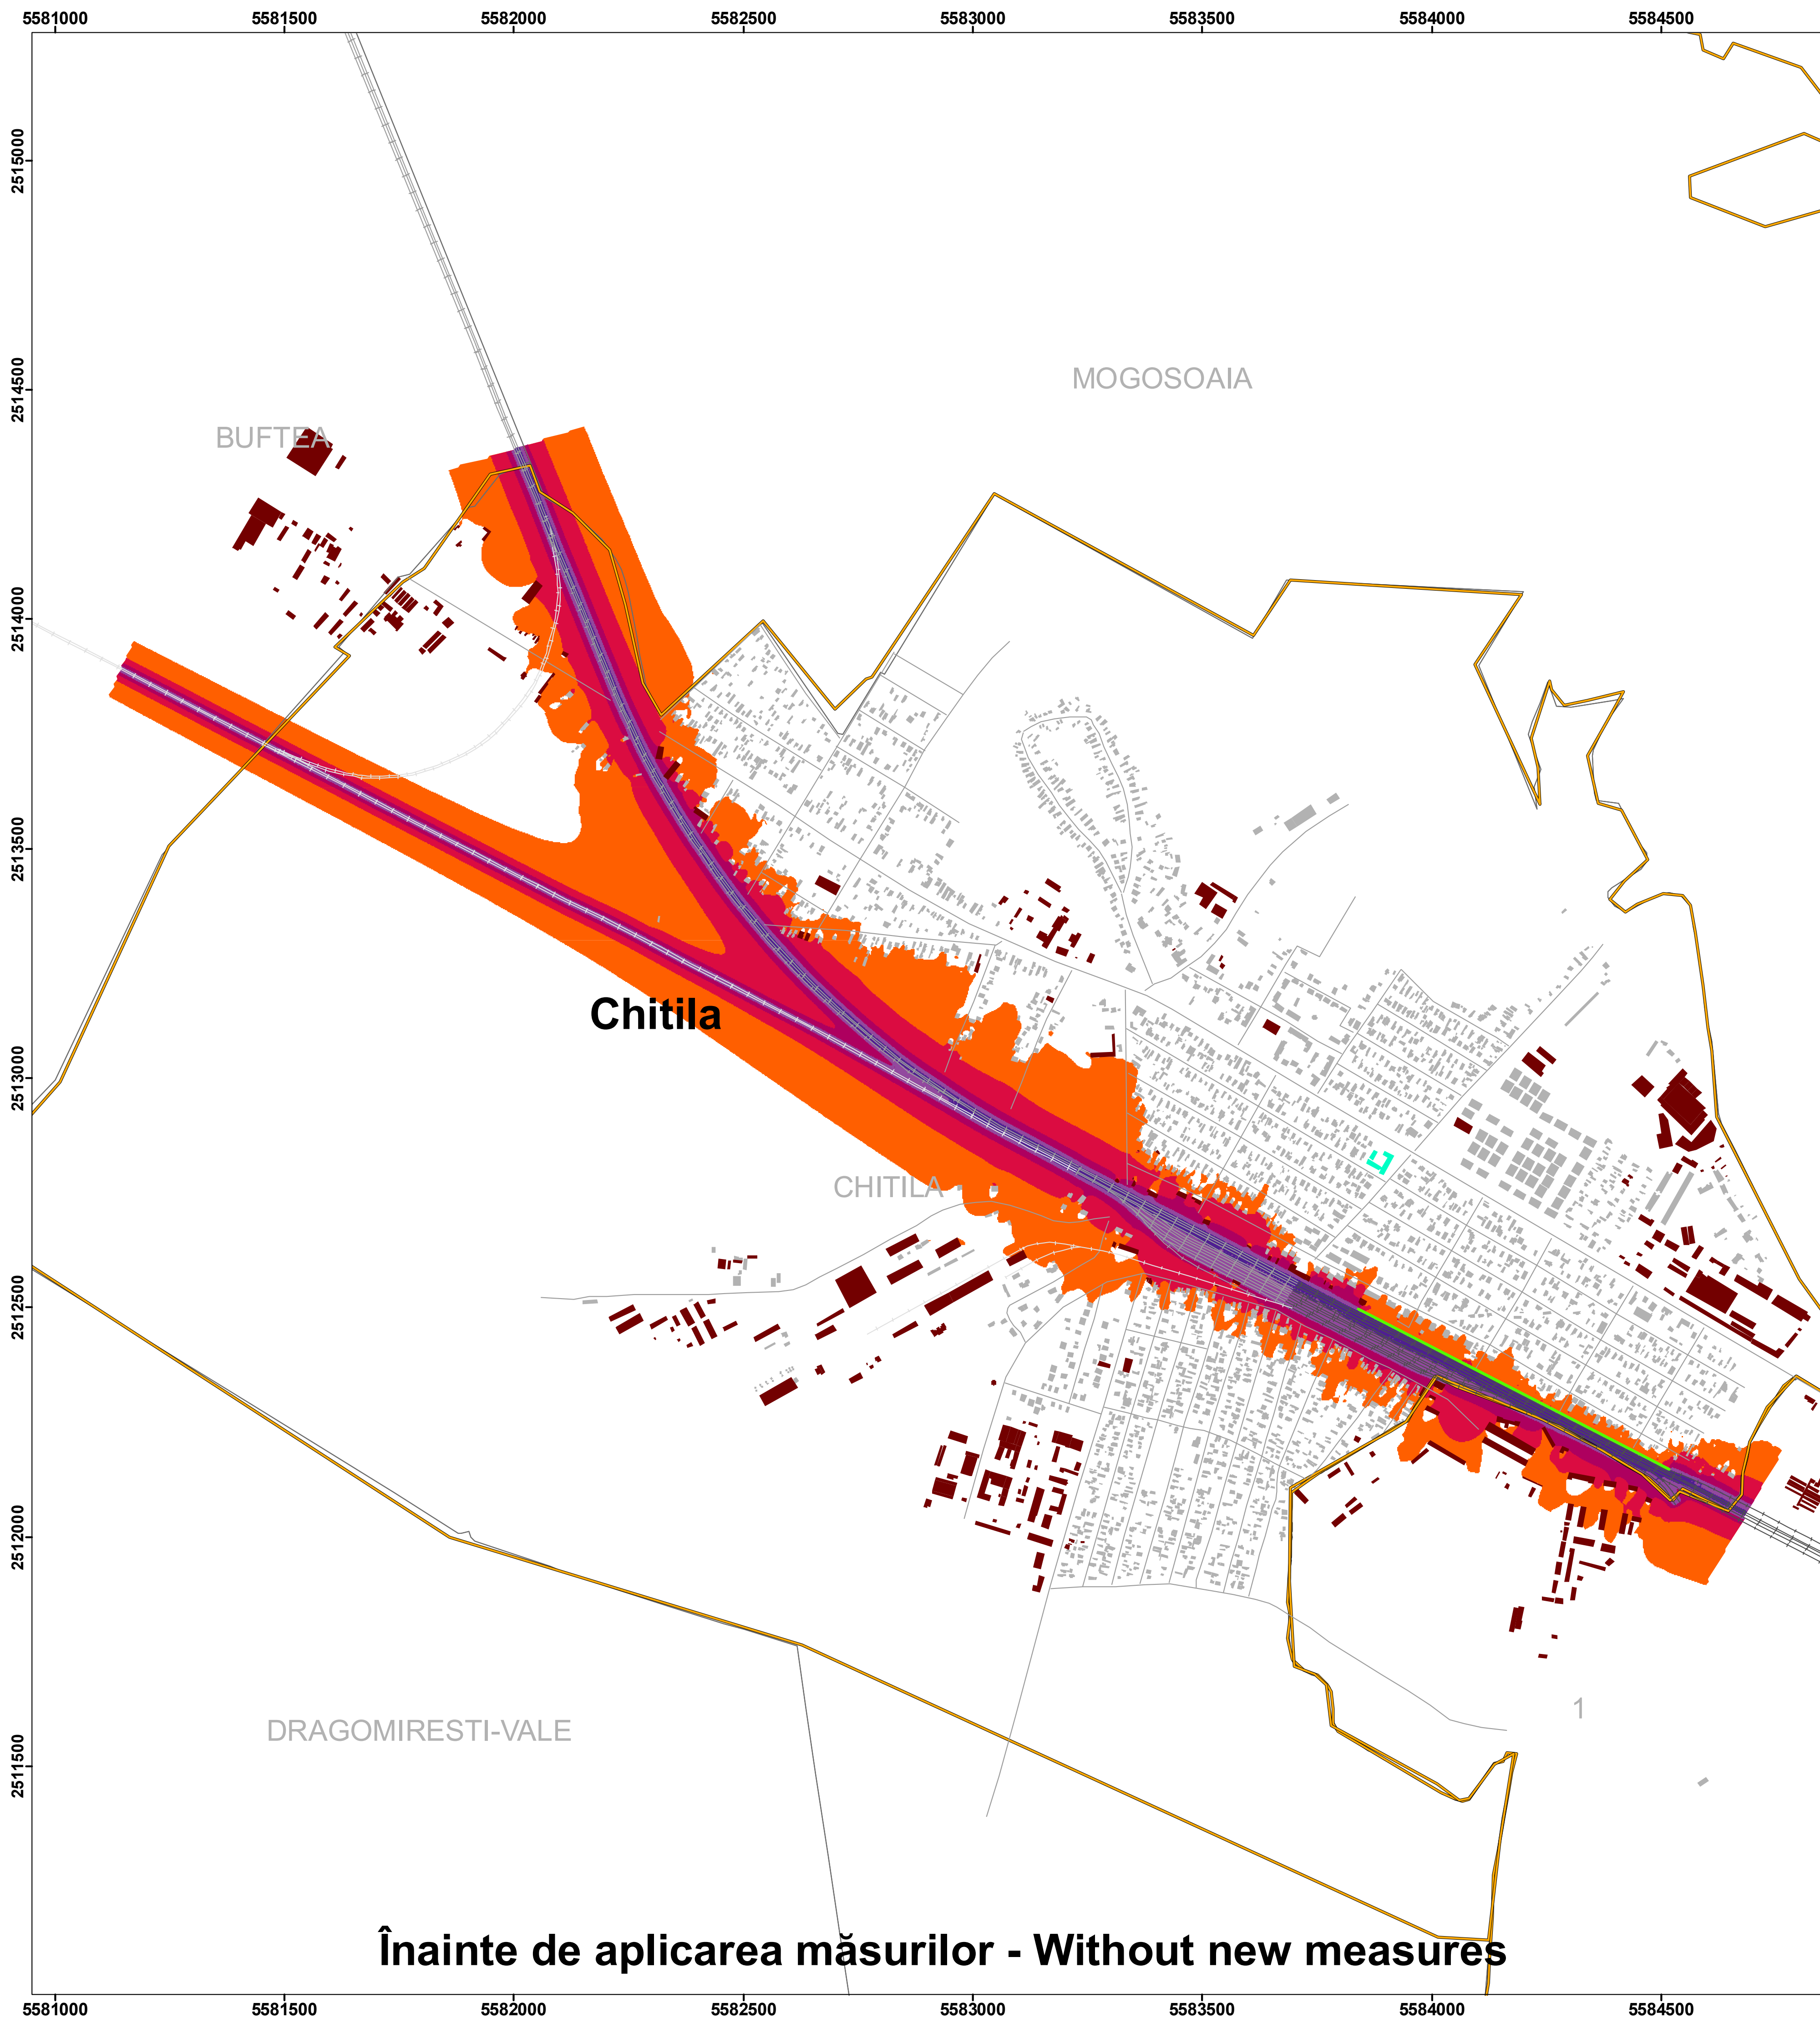 5581000 5581500 5582000 5582500 5583000 5583500 5584000 5584500
2515000
MOGOSOAIA
2514500
BUFTEA
2514000
2513500
Chitila
2513000
CHITILA
2512500
2512000
1
DRAGOMIRESTI-VALE
2511500
Înainte de aplicarea măsurilor - Without new measures
5581000 5581500 5582000 5582500 5583000 5583500 5584000 5584500